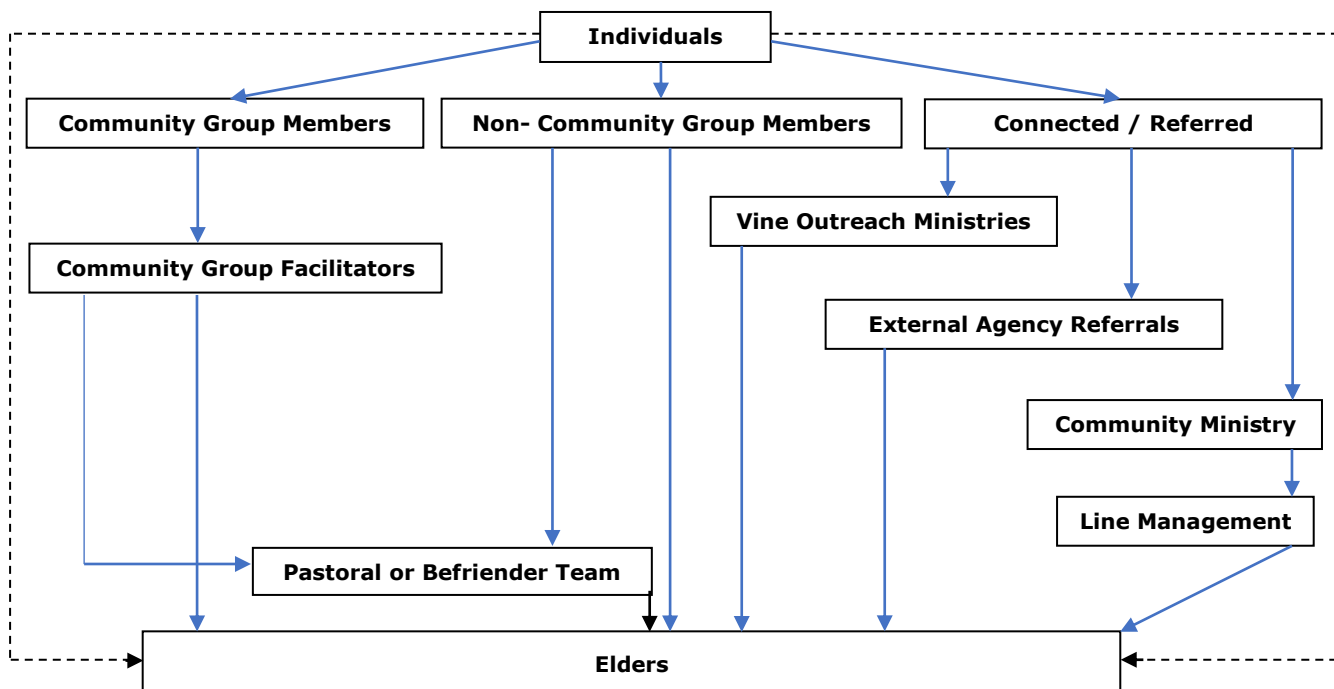 Individuals
Community Group Members
Non- Community Group Members
Connected / Referred
Vine Outreach Ministries
Community Group Facilitators
External Agency Referrals
Community Ministry
Line Management
Pastoral or Befriender Team
Elders